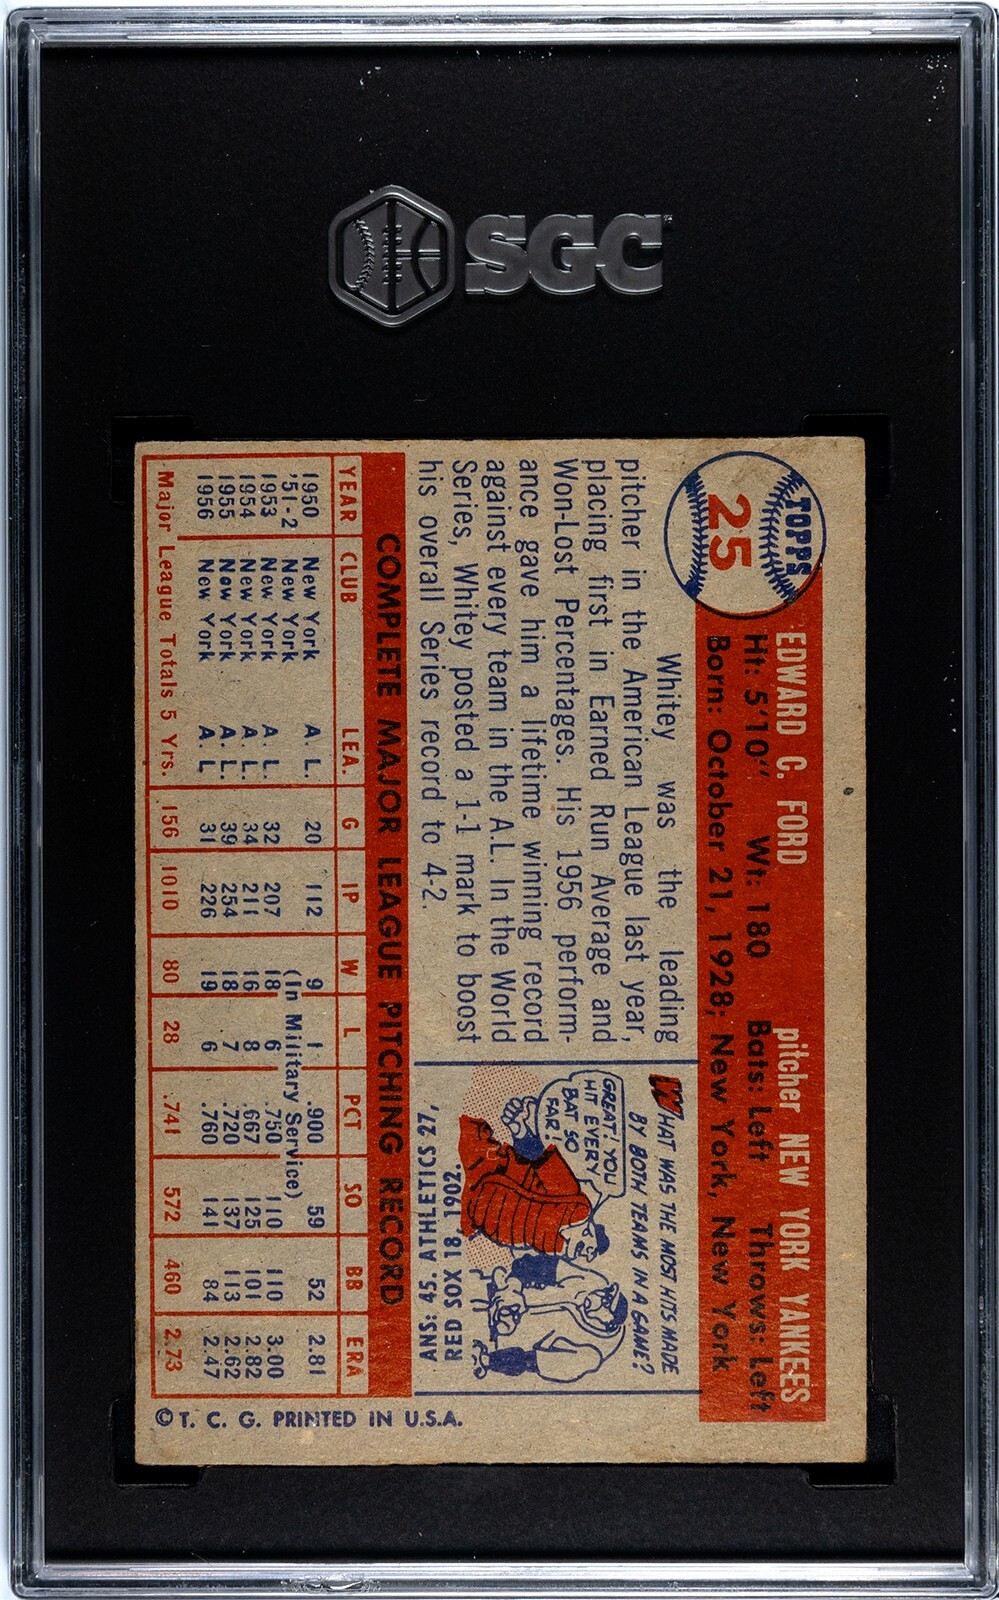 SGC
TOPPS
25
EDWARD C. FORD pitcher NEW YORK YANKEES
Ht: 5'10" Wt: 180 Bats: Left Throws: Left
Born: October 21, 1928; New York, New York
Whitey was the leading
pitcher in the American League last year,
placing first in Earned Run Average and
Won-Lost Percentages. His 1956 perform-
ance gave him a lifetime winning record
against every team in the A.L. In the World
Series, Whitey posted a 1-1 mark to boost
his overall Series record to 4-2.
WHAT WAS THE MOST HITS MADE
BY BOTH TEAMS IN A GAME?
GREAT! YOU
HIT EVERY
BAT SO
FAR!
ANS: 45. ATHLETICS 27,
RED SOX 18, 1902.
COMPLETE MAJOR LEAGUE PITCHING RECORD
YEAR CLUB LEA. G IP W L PCT SO BB ERA
1950 New York A. L. 20 112 9 1 .900 59 52 2.81
'51-2 New York (In Military Service)
1953 New York A. L. 32 207 18 6 .750 110 110 3.00
1954 New York A. L. 34 211 16 8 .667 125 101 2.82
1955 New York A. L. 39 254 18 7 .720 137 113 2.62
1956 New York A. L 31 226 19 6 .760 141 84 2.47
Major League Totals 5 Yrs. 156 1010 80 28 .741 572 460 2.73
© T. C. G. PRINTED IN U.S.A.